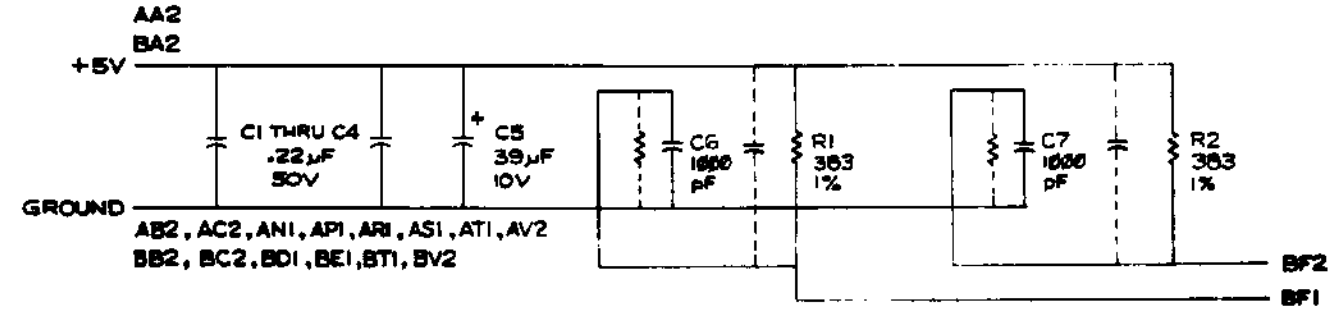 AA2
BA2
+5V
C1 THRU C4
.22µF
50V
+
C5
39µF
10V
C6
1000
pF
R1
383
1%
C7
1000
pF
R2
383
1%
GROUND
AB2, AC2, AN1, AP1, AR1, AS1, AT1, AV2
BB2, BC2, BD1, BE1, BT1, BV2
BF2
BF1